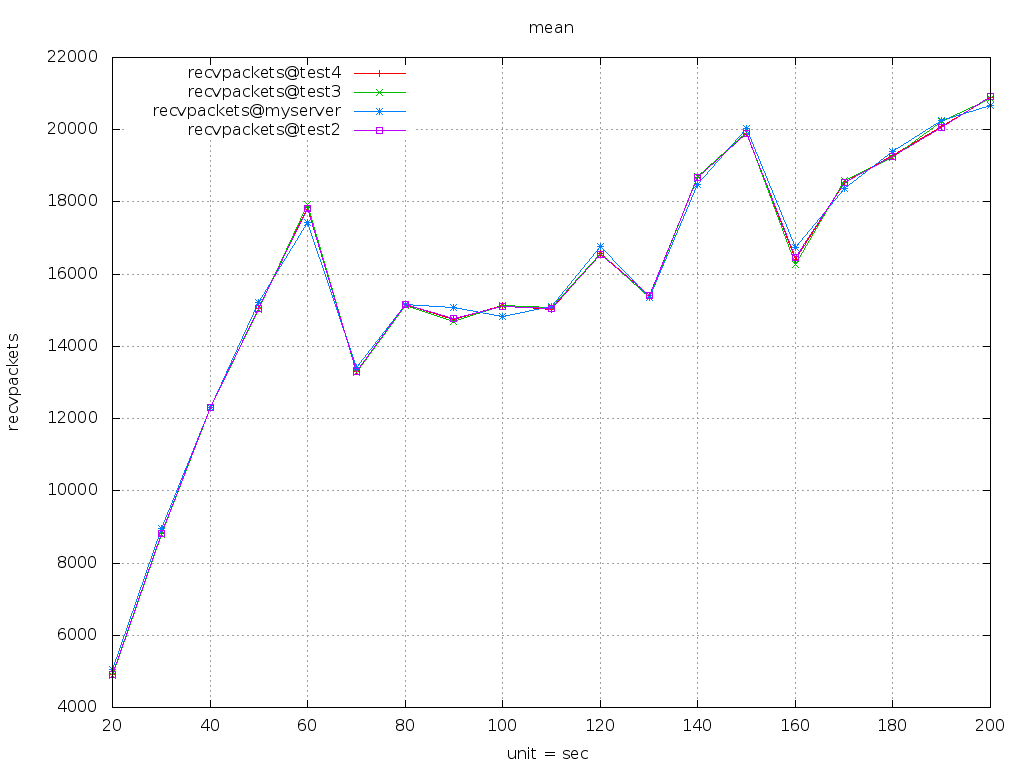 mean
22000
20000
18000
16000
14000
12000
10000
8000
6000
4000
recvpackets@test4
recvpackets@test3
recvpackets@myserver
recvpackets@test2
recvpackets
20 40 60 80 100 120 140 160 180 200
unit = sec